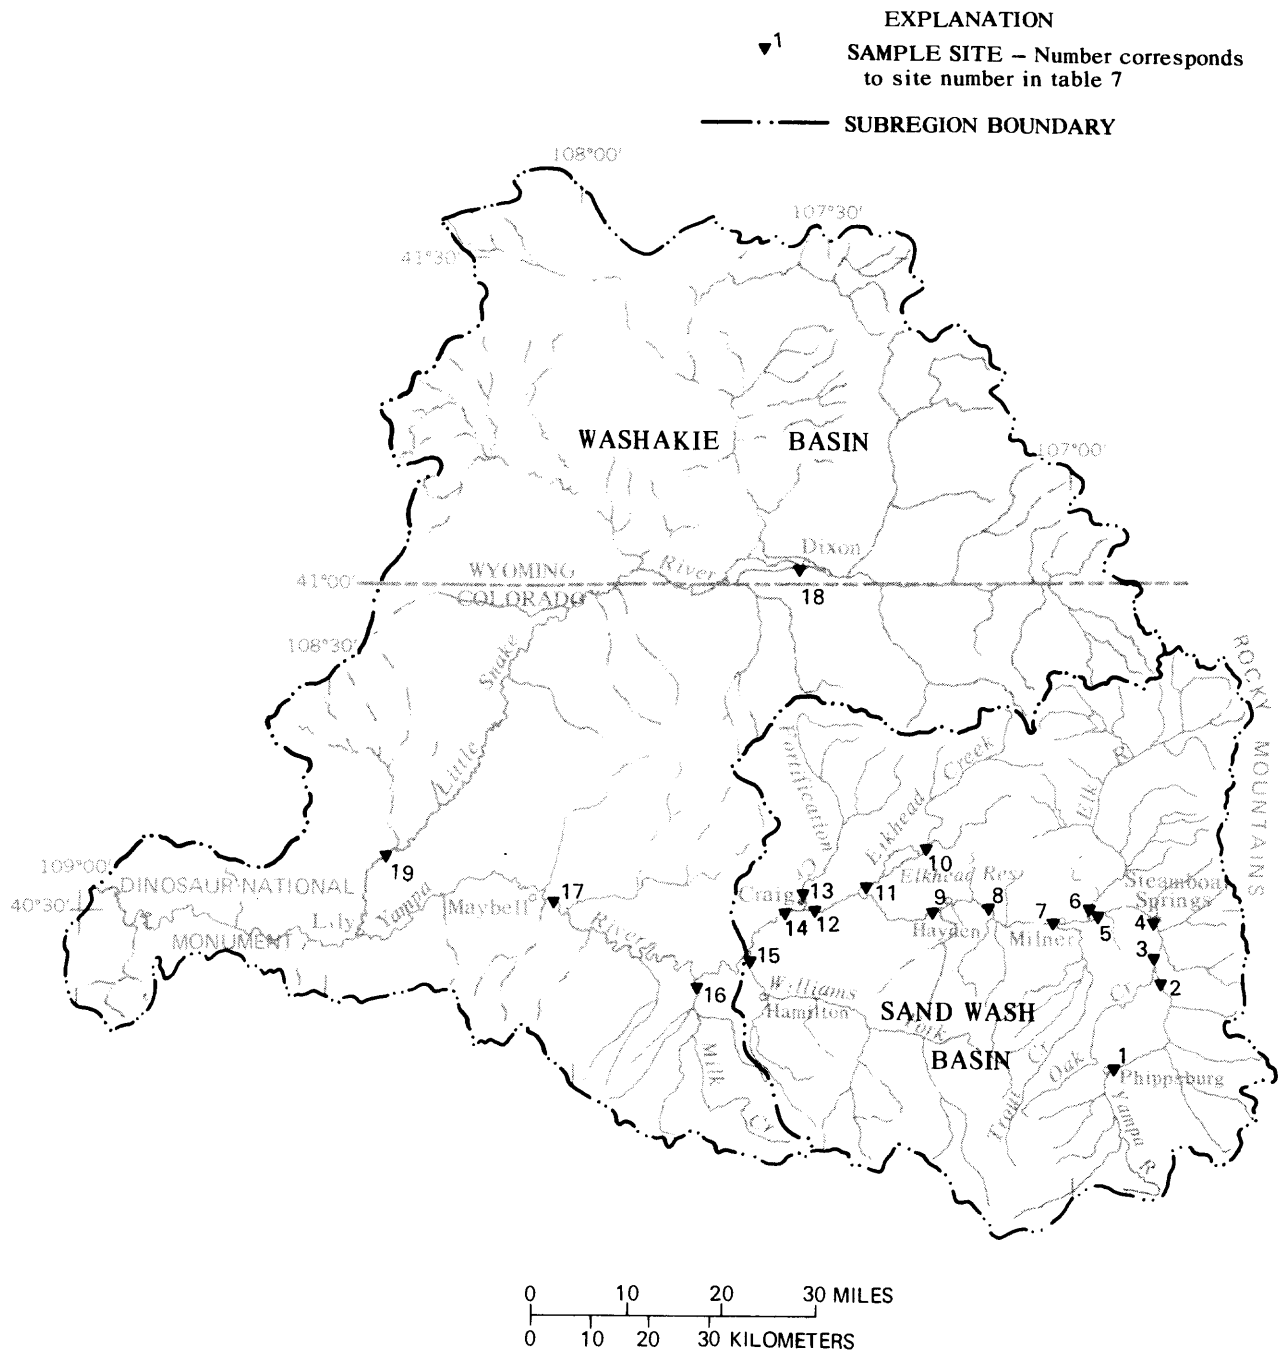 EXPLANATION
1
SAMPLE SITE – Number corresponds
to site number in table 7
SUBREGION BOUNDARY
108°00'
107°30'
41°30'
WASHAKIE BASIN
107°00'
Dixon
River
WYOMING
41°00'
COLORADO
18
108°30'
Snake
Little
ROCKY MOUNTAINS
Fortification
Cr
Elkhead
Creek
Elk
R
109°00'
19
10
DINOSAUR NATIONAL
Yampa
17
11
Elkhead Res
Steamboat
Springs
40°30'
Maybell
Craig
13
9
8
6
Lily
14
12
Hayden
7
Milner
5
4
MONUMENT
River
15
3
16
Williams
Hamilton
Fork
SAND WASH
BASIN
Cr
2
Milk
Cr
Trout
Cr
Oak
1
Phippsburg
Yampa R
0 10 20 30 MILES
0 10 20 30 KILOMETERS